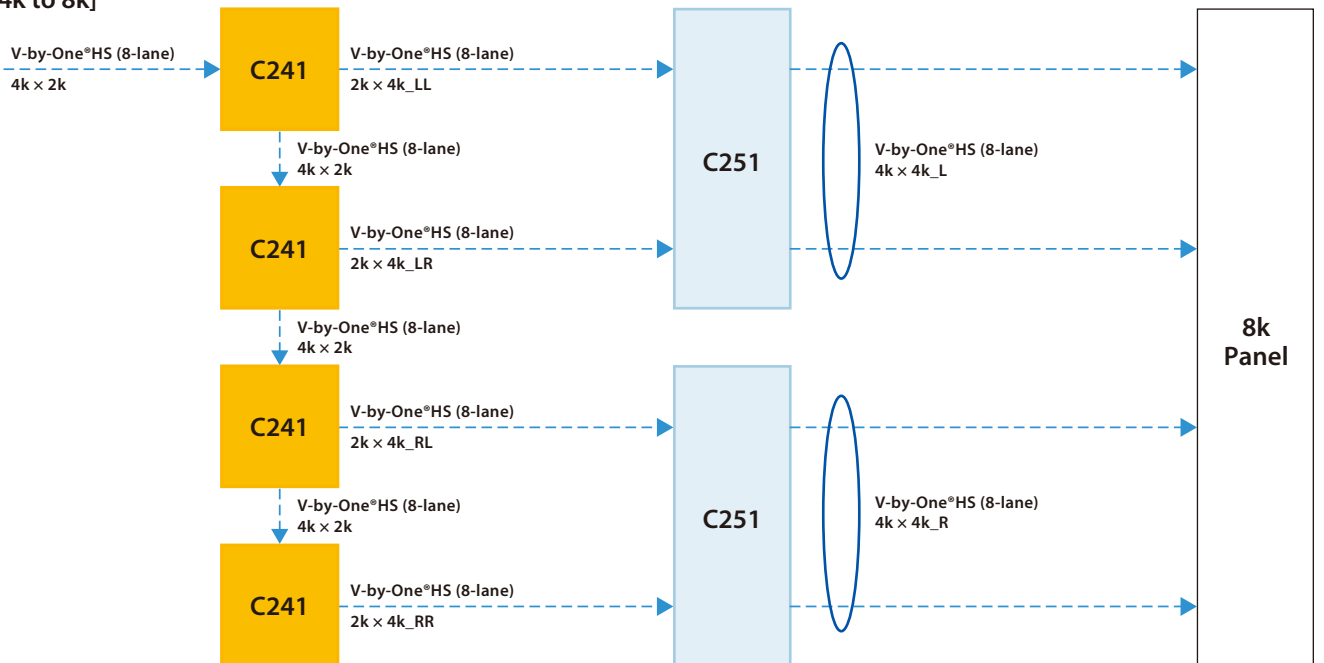 4k to 8k]
V-by-One®HS (8-lane)
4k × 2k
C241
V-by-One®HS (8-lane)
2k × 4k_LL
V-by-One®HS (8-lane)
4k × 2k
C241
V-by-One®HS (8-lane)
2k × 4k_LR
C251
V-by-One®HS (8-lane)
4k × 4k_L
V-by-One®HS (8-lane)
4k × 2k
C241
V-by-One®HS (8-lane)
2k × 4k_RL
V-by-One®HS (8-lane)
4k × 2k
C241
V-by-One®HS (8-lane)
2k × 4k_RR
C251
V-by-One®HS (8-lane)
4k × 4k_R
8k
Panel